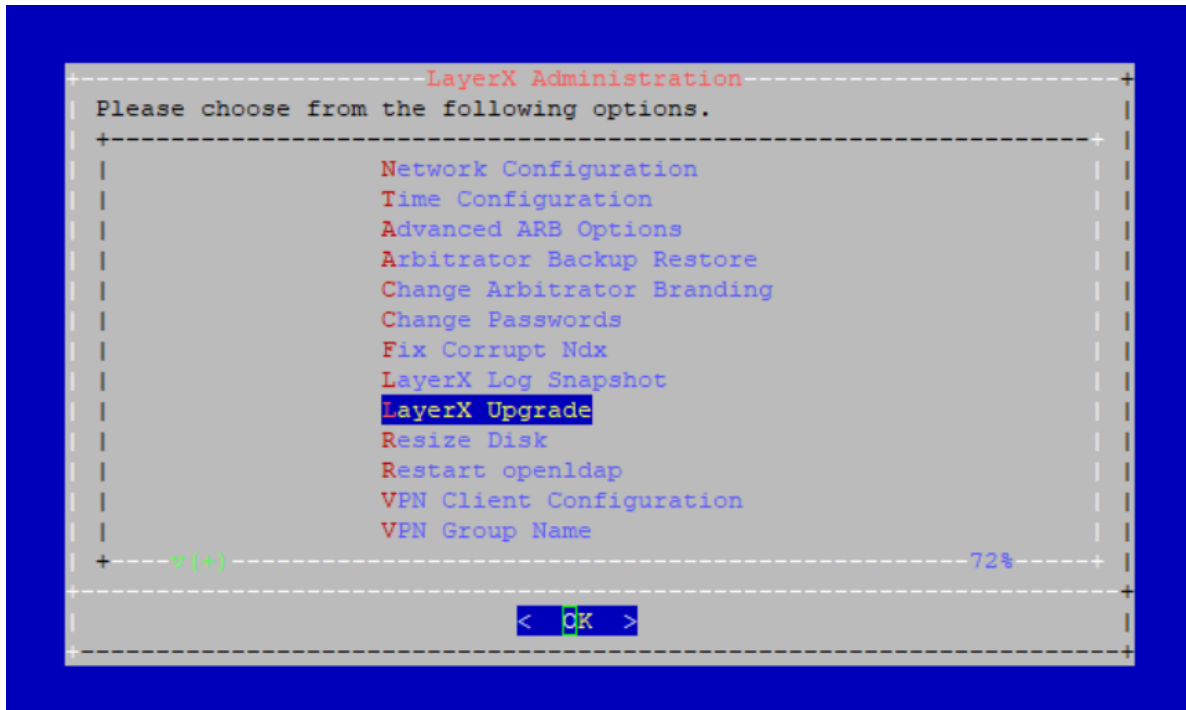 LayerX Administration
Please choose from the following options.
Network Configuration
Time Configuration
Advanced ARB Options
Arbitrator Backup Restore
Change Arbitrator Branding
Change Passwords
Fix Corrupt Ndx
LayerX Log Snapshot
LayerX Upgrade
Resize Disk
Restart openldap
VPN Client Configuration
VPN Group Name
v(+) 72%
< OK >